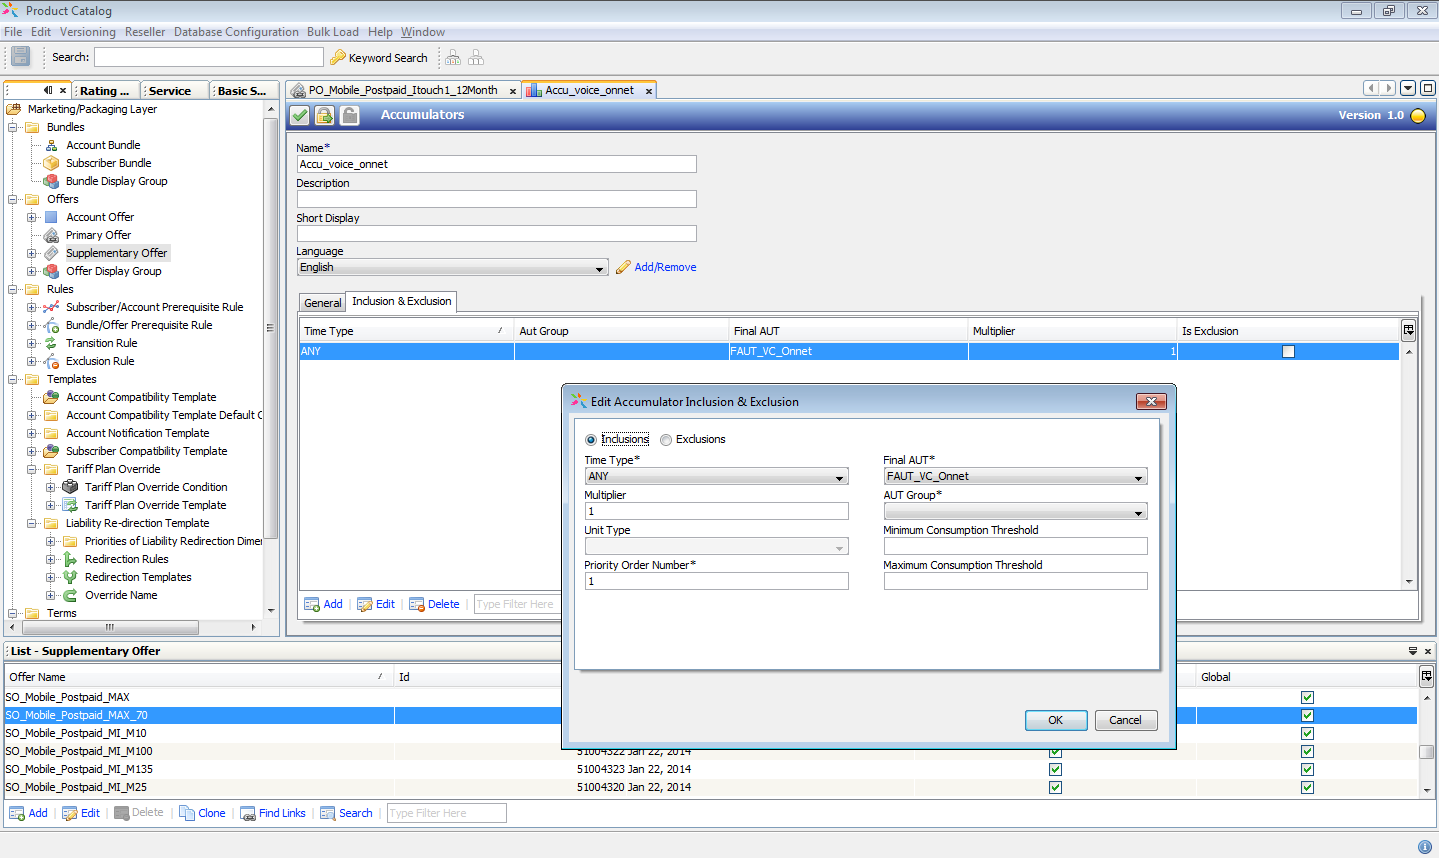 Product Catalog
File Edit Versioning Reseller Database Configuration Bulk Load Help Window
Search: Keyword Search
Rating ... Service Basic S...
Marketing/Packaging Layer
Bundles
Account Bundle
Subscriber Bundle
Bundle Display Group
Offers
Account Offer
Primary Offer
Supplementary Offer
Offer Display Group
Rules
Subscriber/Account Prerequisite Rule
Bundle/Offer Prerequisite Rule
Transition Rule
Exclusion Rule
Templates
Account Compatibility Template
Account Compatibility Template Default C
Account Notification Template
Subscriber Compatibility Template
Tariff Plan Override
Tariff Plan Override Condition
Tariff Plan Override Template
Liability Re-direction Template
Priorities of Liability Redirection Dimen
Redirection Rules
Redirection Templates
Override Name
Terms
PO_Mobile_Postpaid_Itouch1_12Month Accu_voice_onnet
Accumulators Version 1.0
Name*
Accu_voice_onnet
Description
Short Display
Language
English Add/Remove
General Inclusion & Exclusion
Time Type Aut Group Final AUT Multiplier Is Exclusion
ANY FAUT_VC_Onnet 1
Add Edit Delete Type Filter Here
Edit Accumulator Inclusion & Exclusion
Inclusions Exclusions
Time Type* Final AUT*
ANY FAUT_VC_Onnet
Multiplier AUT Group*
1
Unit Type Minimum Consumption Threshold
Priority Order Number* Maximum Consumption Threshold
1
OK Cancel
List - Supplementary Offer
Offer Name Id Global
SO_Mobile_Postpaid_MAX
SO_Mobile_Postpaid_MAX_70
SO_Mobile_Postpaid_MI_M10
SO_Mobile_Postpaid_MI_M100 51004322 Jan 22, 2014
SO_Mobile_Postpaid_MI_M135 51004323 Jan 22, 2014
SO_Mobile_Postpaid_MI_M25 51004320 Jan 22, 2014
Add Edit Delete Clone Find Links Search Type Filter Here